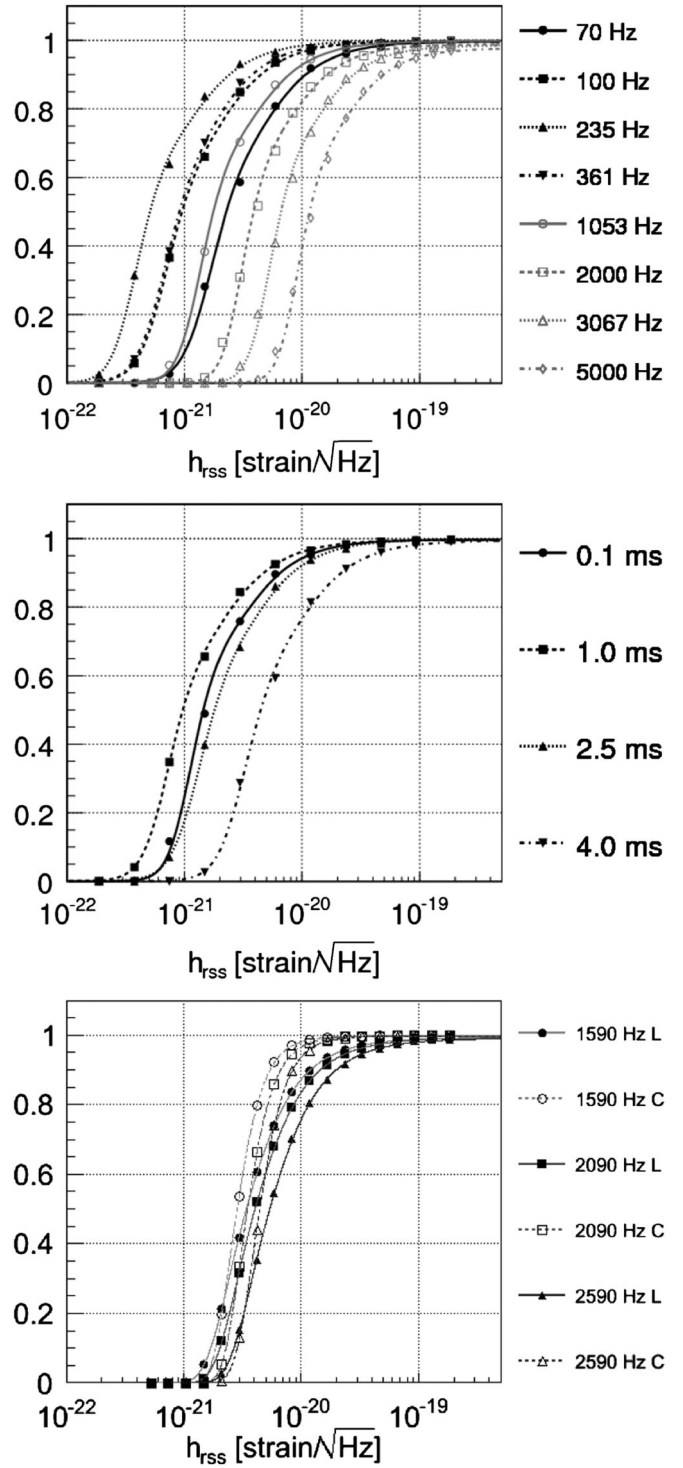 1
0.8
0.6
0.4
0.2
0
10⁻²² 10⁻²¹ 10⁻²⁰ 10⁻¹⁹
h_rss [strain/√Hz]
70 Hz
100 Hz
235 Hz
361 Hz
1053 Hz
2000 Hz
3067 Hz
5000 Hz
1
0.8
0.6
0.4
0.2
0
10⁻²² 10⁻²¹ 10⁻²⁰ 10⁻¹⁹
h_rss [strain/√Hz]
0.1 ms
1.0 ms
2.5 ms
4.0 ms
1
0.8
0.6
0.4
0.2
0
10⁻²² 10⁻²¹ 10⁻²⁰ 10⁻¹⁹
h_rss [strain/√Hz]
1590 Hz L
1590 Hz C
2090 Hz L
2090 Hz C
2590 Hz L
2590 Hz C